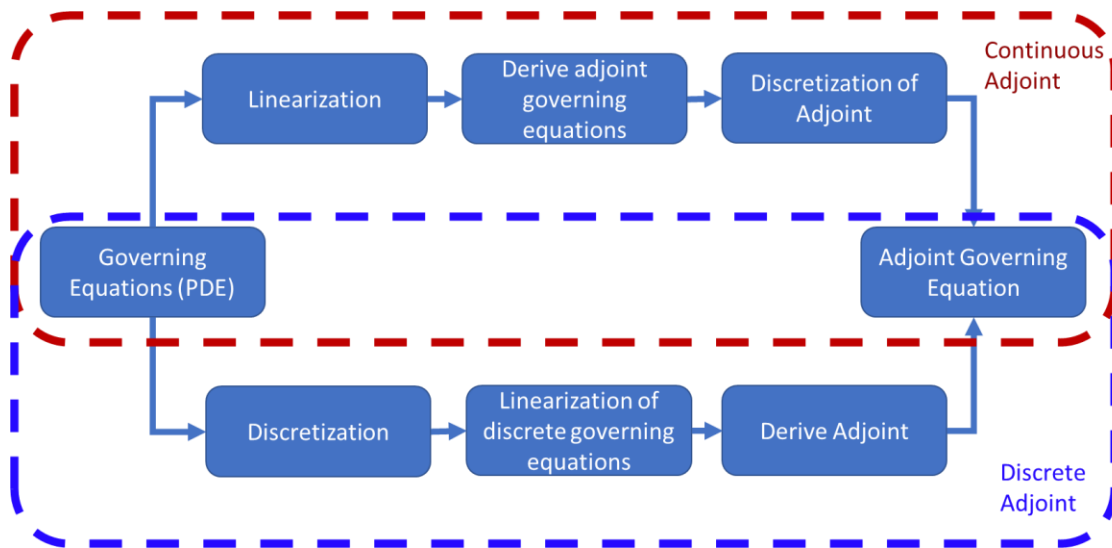 Linearization
Derive adjoint
governing
equations
Discretization of
Adjoint
Continuous
Adjoint
Governing
Equations (PDE)
Adjoint Governing
Equation
Discretization
Linearization of
discrete governing
equations
Derive Adjoint
Discrete
Adjoint